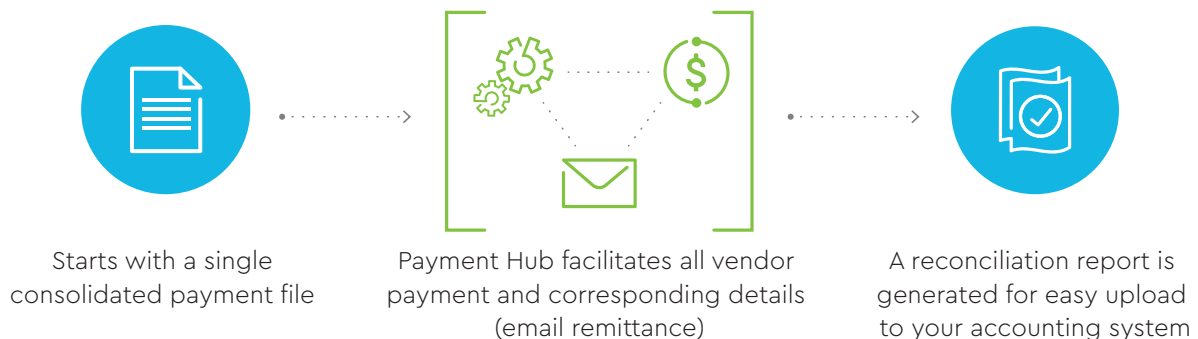 Starts with a single
consolidated payment file
Payment Hub facilitates all vendor
payment and corresponding details
(email remittance)
A reconciliation report is
generated for easy upload
to your accounting system